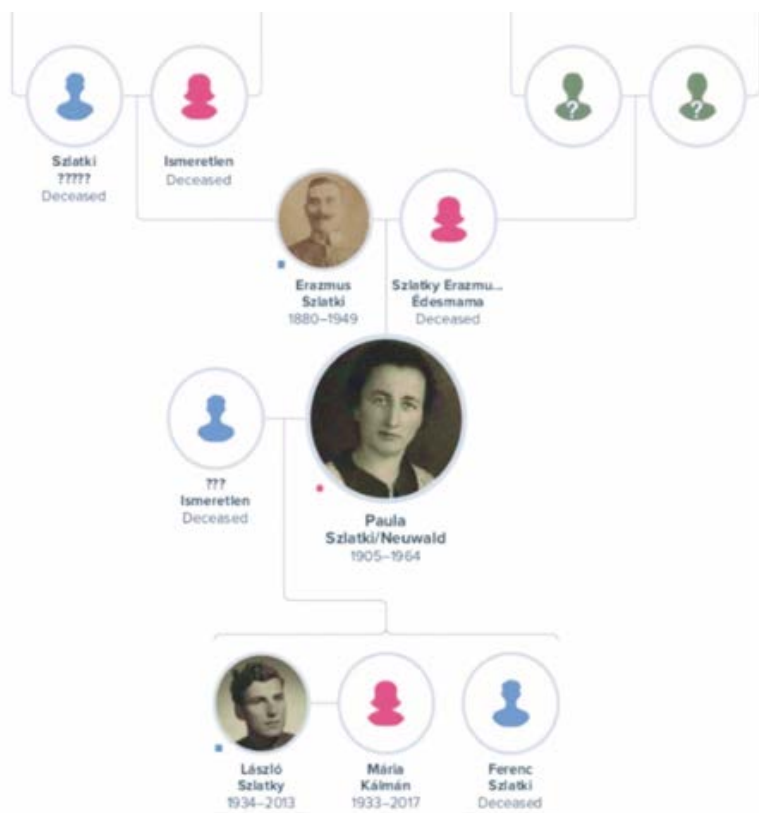 ?
?
Szlatki
?????
Deceased
Ismeretlen
Deceased
Erazmus
Szlatki
1880–1949
Szlatky Erazmu...
Édesmama
Deceased
???
Ismeretlen
Deceased
Paula
Szlatki/Neuwald
1905–1964
László
Szlatky
1934–2013
Mária
Kálmán
1933–2017
Ferenc
Szlatki
Deceased